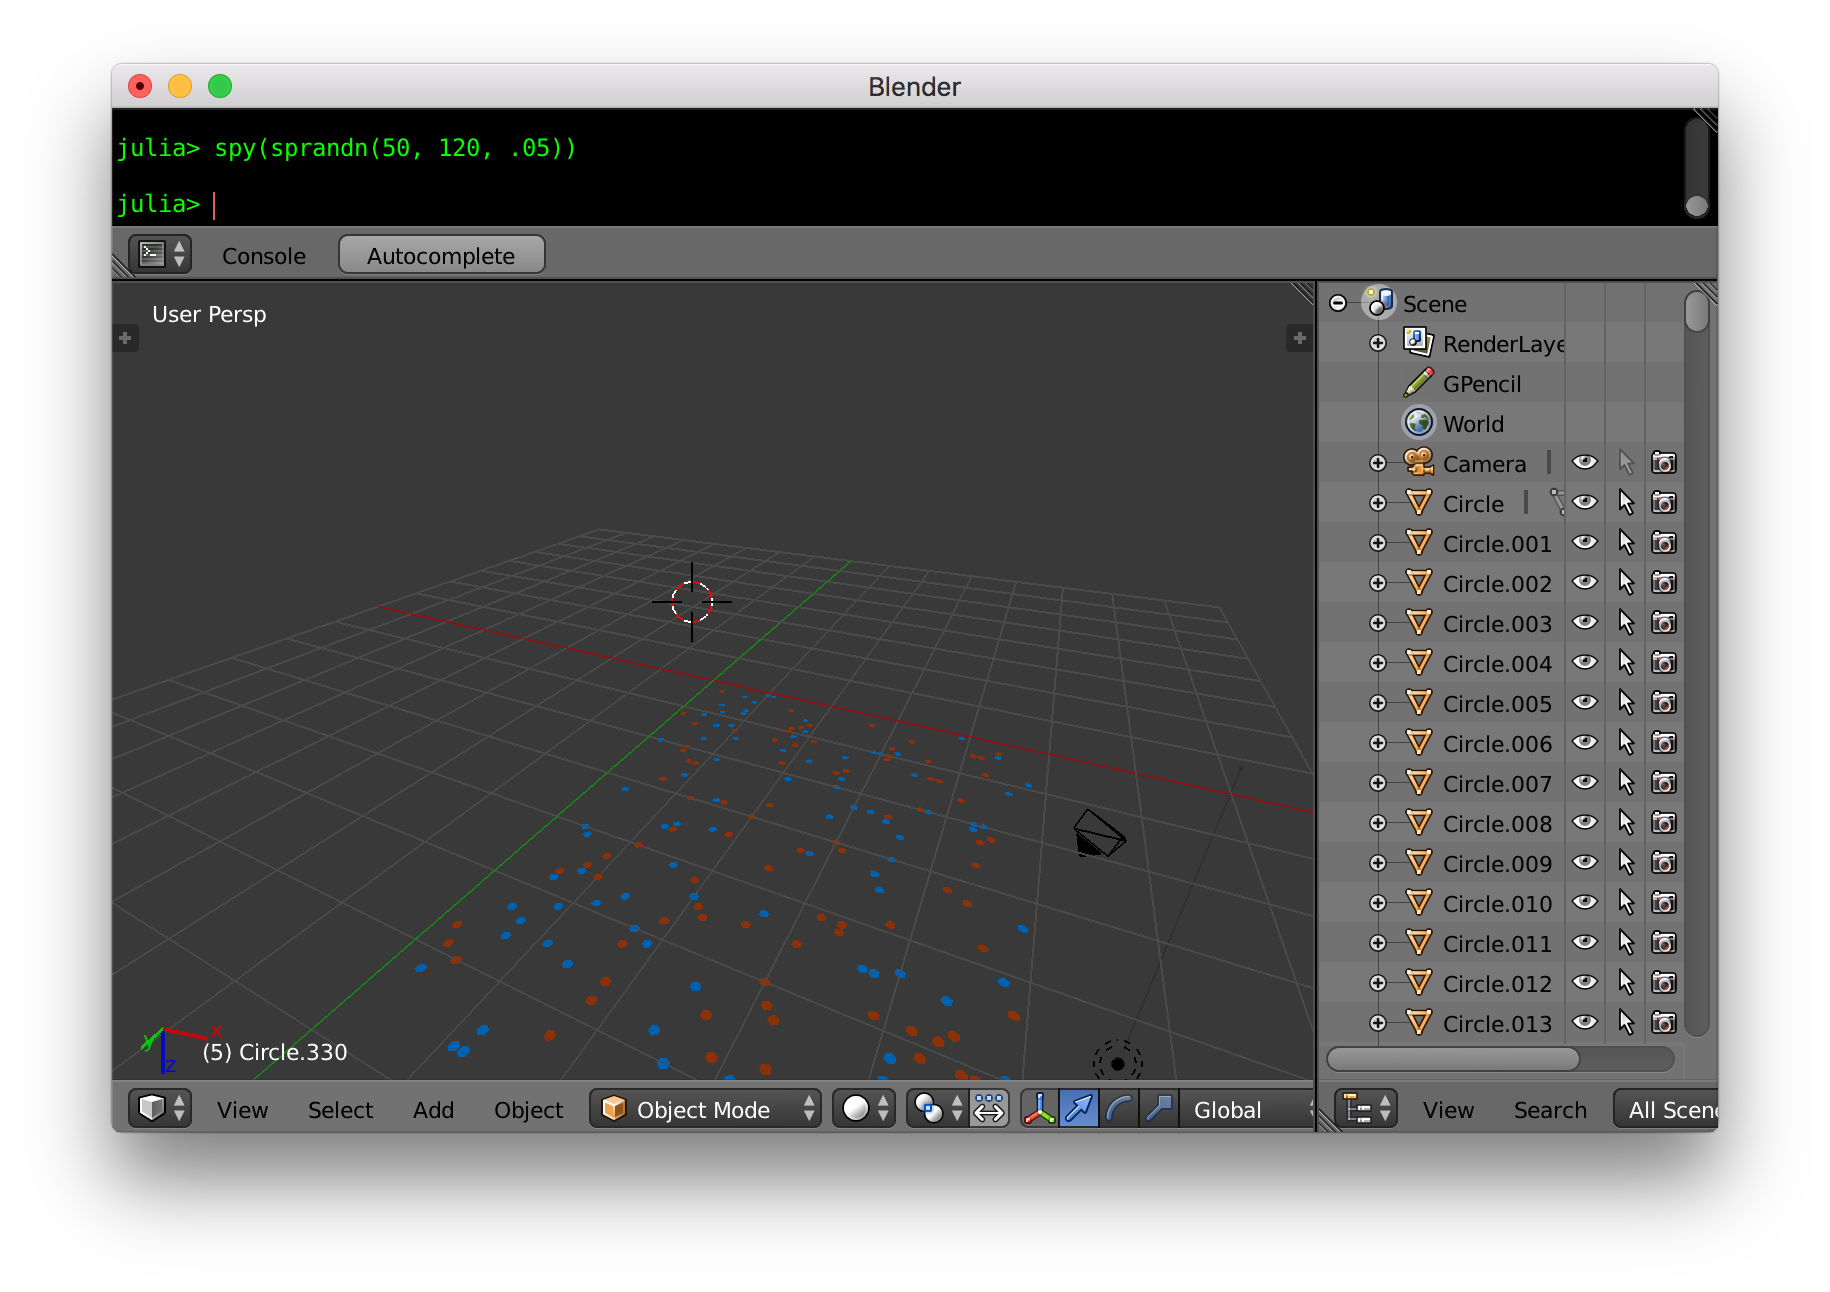 Blender
julia> spy(sprandn(50, 120, .05))
julia>
Console Autocomplete
User Persp
Scene
RenderLaye
GPencil
World
Camera
Circle
Circle.001
Circle.002
Circle.003
Circle.004
Circle.005
Circle.006
Circle.007
Circle.008
Circle.009
Circle.010
Circle.011
Circle.012
Circle.013
x
y
z
(5) Circle.330
View Select Add Object Object Mode Global
View Search All Scen